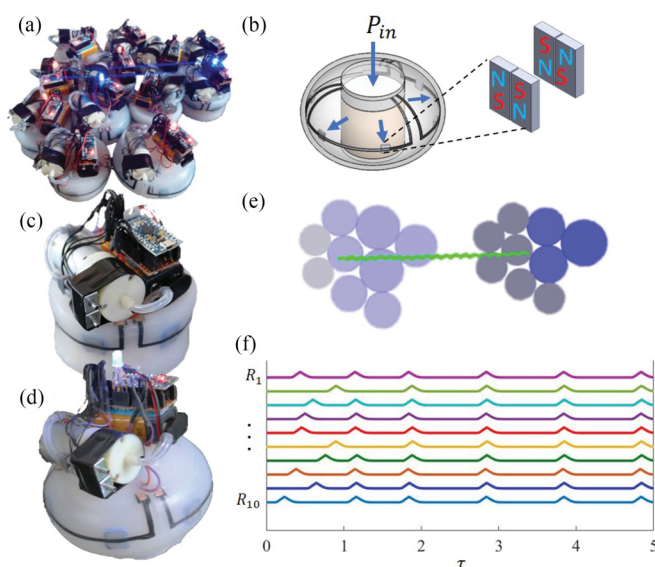 (a)
(b)
P_in
S N
N S
N S
S N
(c)
(d)
(e)
(f)
R_1
⋮
R_10
0 1 2 3 4 5
τ